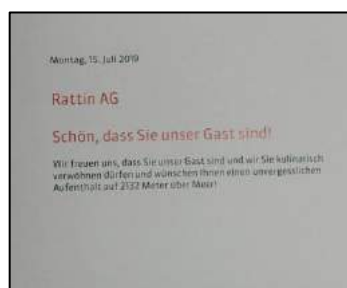 Montag, 15. Juli 2019
Rattin AG
Schön, dass Sie unser Gast sind!
Wir freuen uns, dass Sie unser Gast sind und wir Sie kulinarisch
verwöhnen dürfen und wünschen Ihnen einen unvergesslichen
Aufenthalt auf 2132 Meter über Meer!